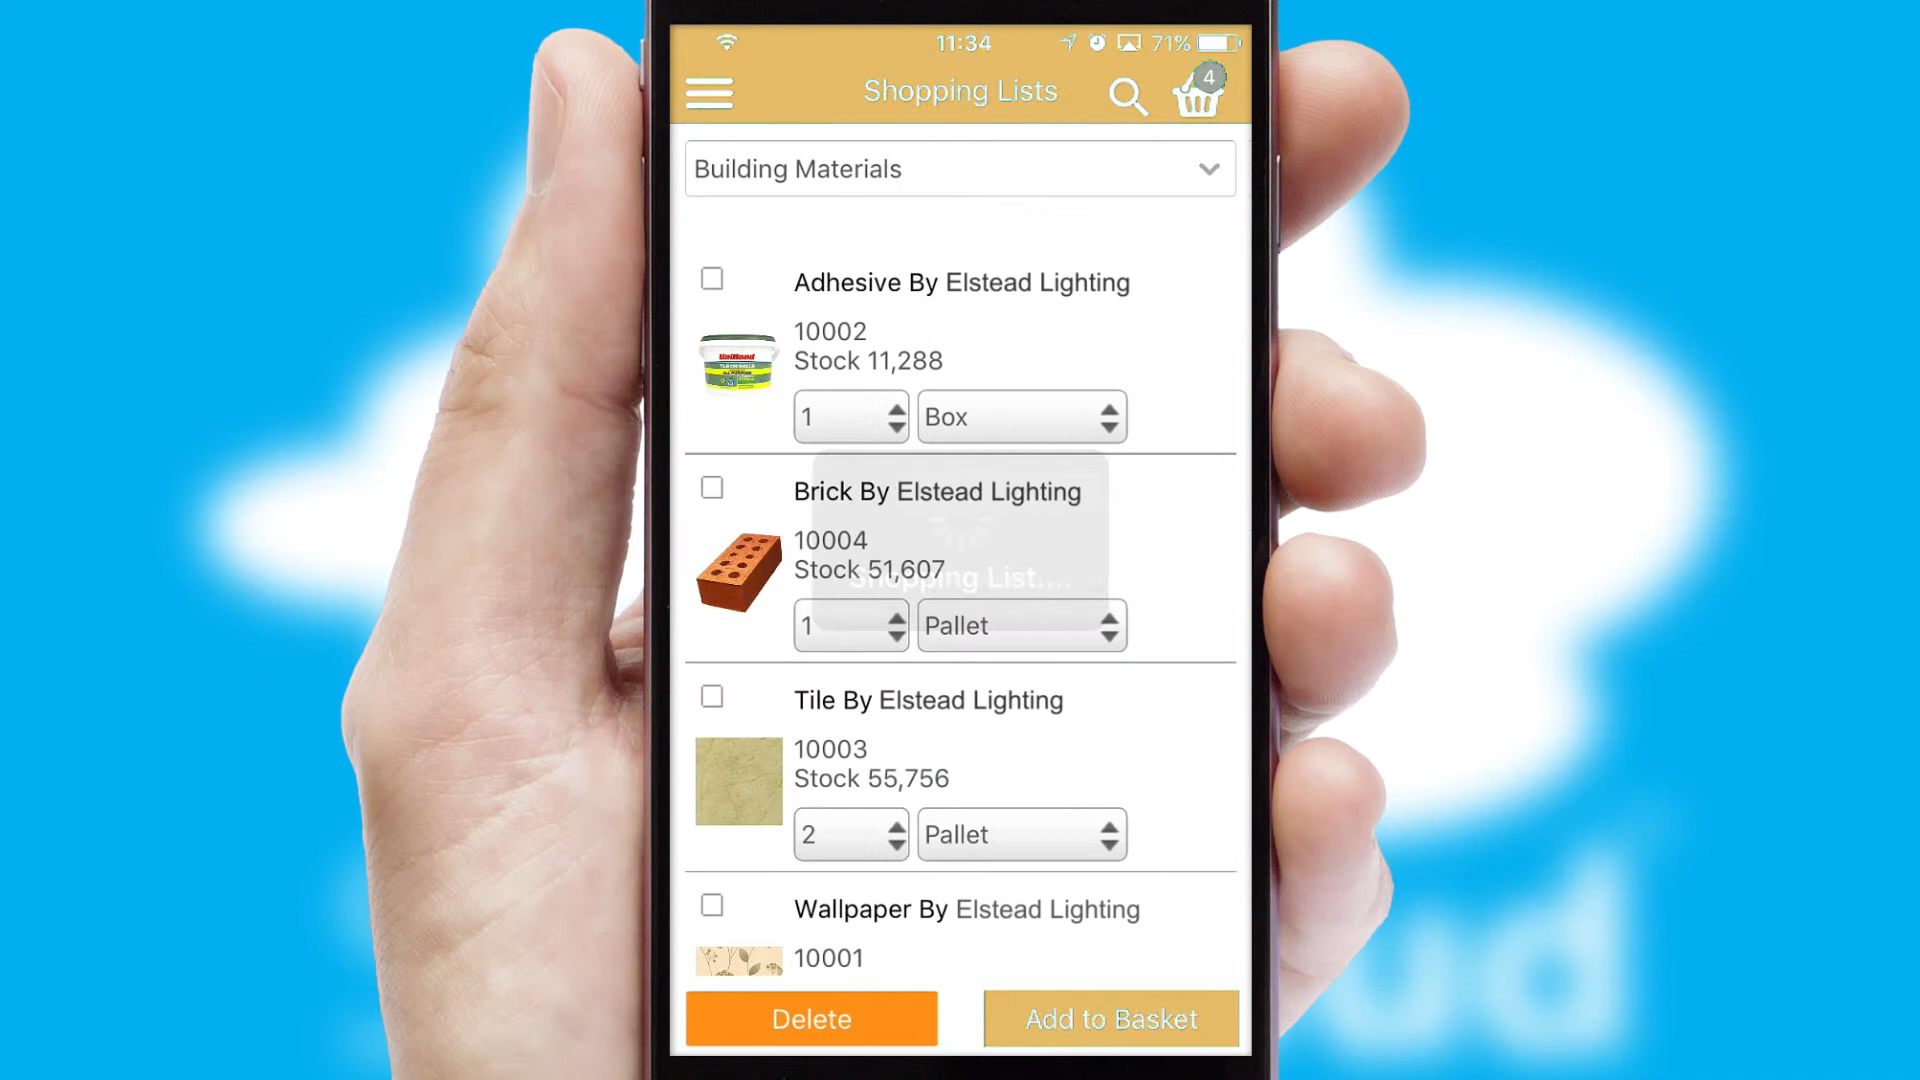 11:34 71%
Shopping Lists 4
Building Materials
Adhesive By Elstead Lighting
10002
Stock 11,288
1 Box
Brick By Elstead Lighting
10004
Stock 51,607
Shopping List....
1 Pallet
Tile By Elstead Lighting
10003
Stock 55,756
2 Pallet
Wallpaper By Elstead Lighting
10001
Delete Add to Basket